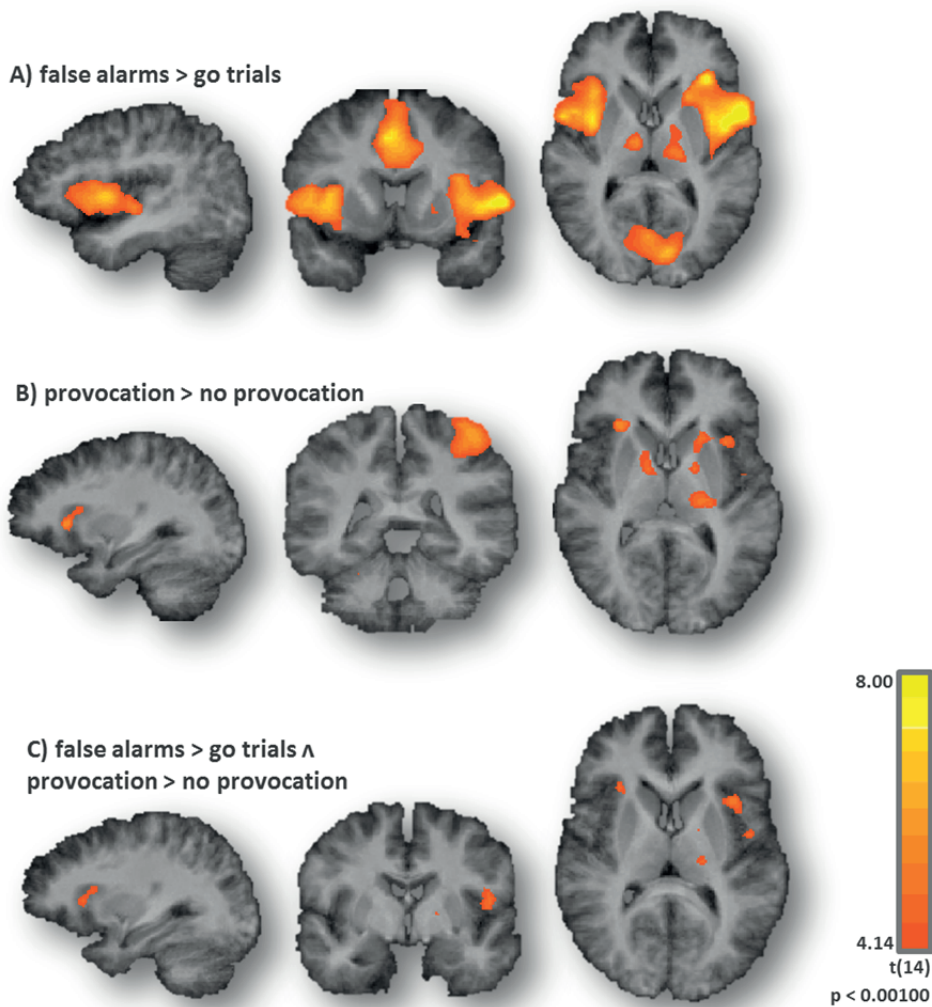 A) false alarms > go trials
B) provocation > no provocation
C) false alarms > go trials ∧
provocation > no provocation
8.00
4.14
t(14)
p < 0.00100